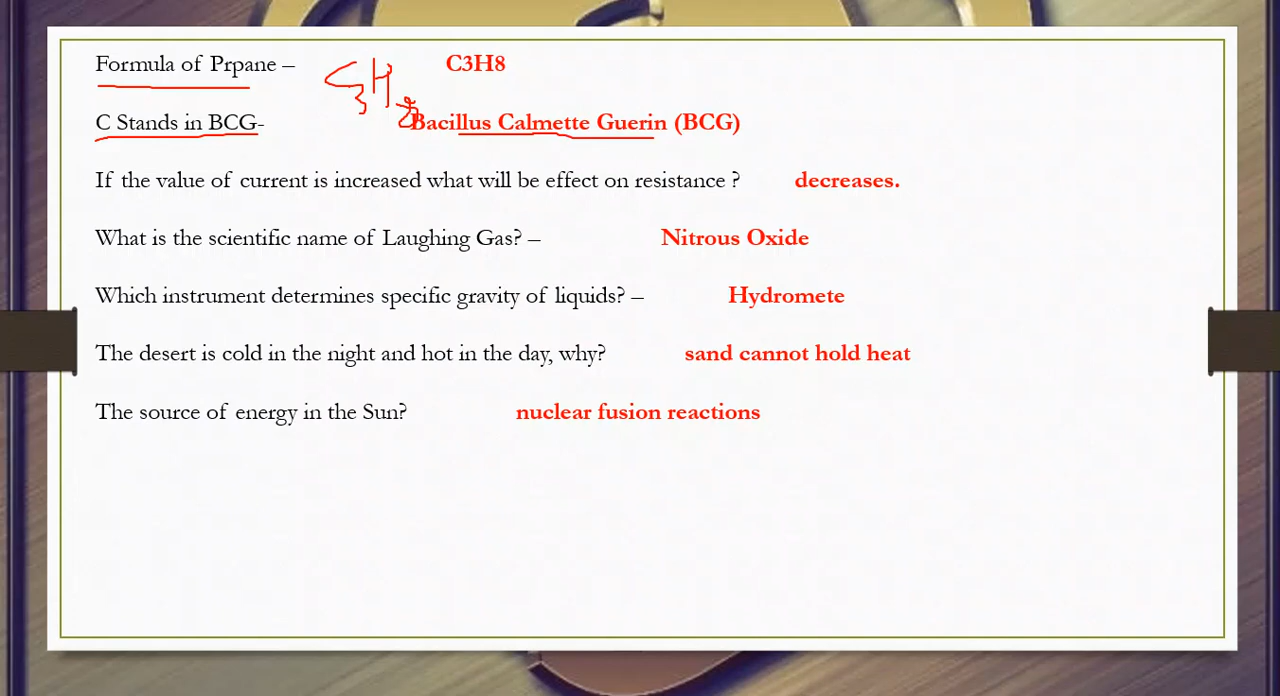 Formula of Prpane – C3H8
C3H8
C Stands in BCG- Bacillus Calmette Guerin (BCG)
If the value of current is increased what will be effect on resistance ? decreases.
What is the scientific name of Laughing Gas? – Nitrous Oxide
Which instrument determines specific gravity of liquids? – Hydromete
The desert is cold in the night and hot in the day, why? sand cannot hold heat
The source of energy in the Sun? nuclear fusion reactions